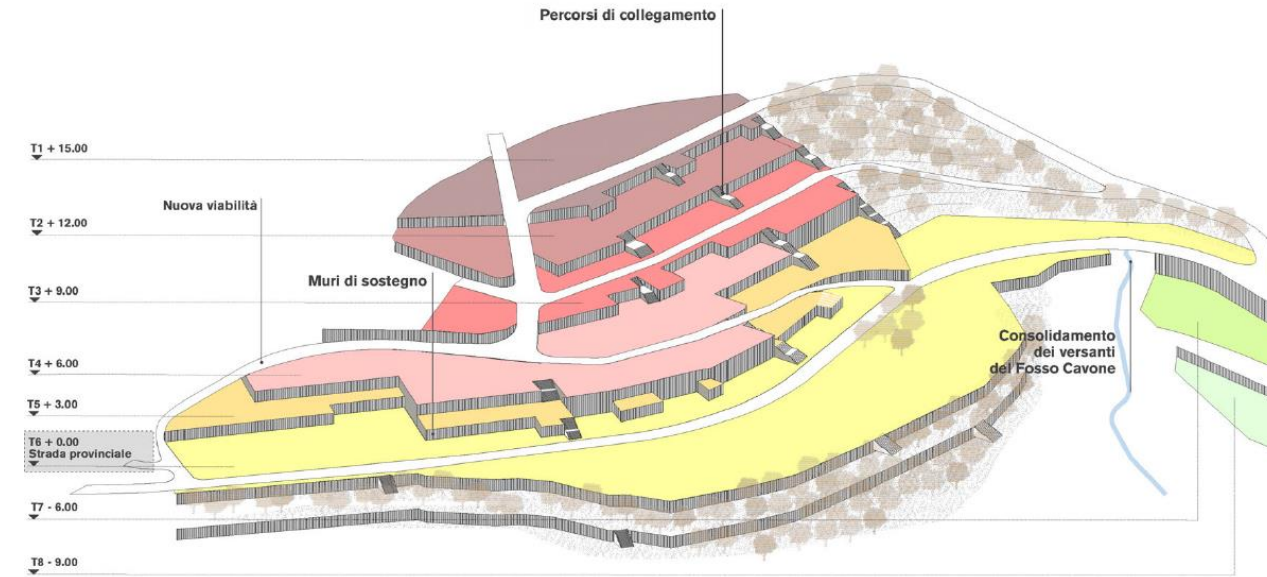 Percorsi di collegamento
T1 + 15.00
Nuova viabilità
T2 + 12.00
Muri di sostegno
T3 + 9.00
Consolidamento
dei versanti
del Fosso Cavone
T4 + 6.00
T5 + 3.00
T6 + 0.00
Strada provinciale
T7 - 6.00
T8 - 9.00